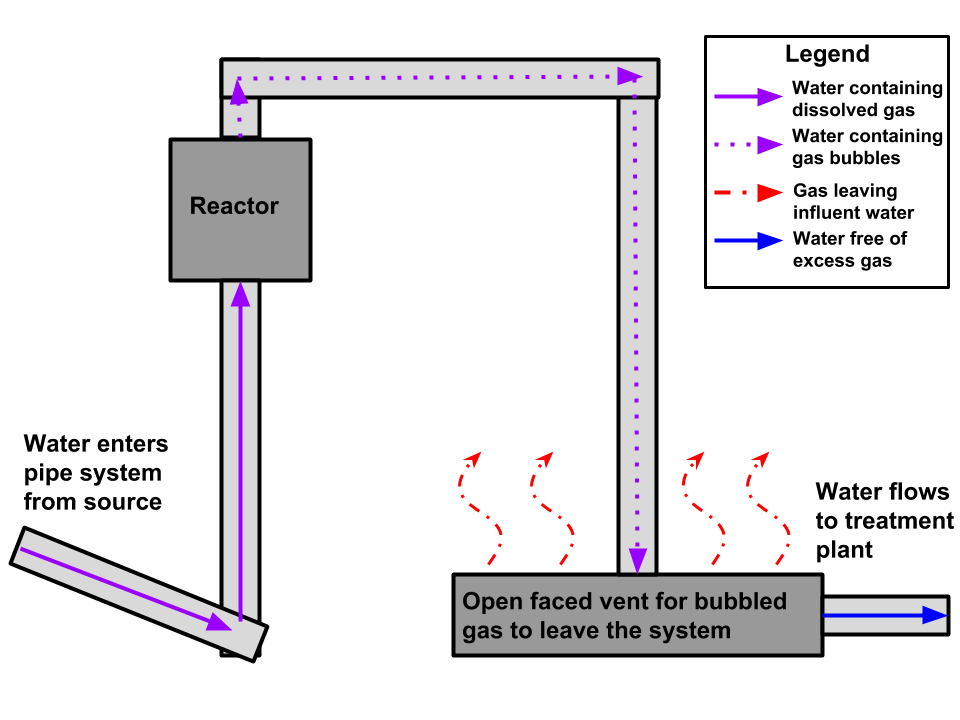 Legend
Water containing
dissolved gas
Water containing
gas bubbles
Gas leaving
influent water
Water free of
excess gas
Reactor
Water enters
pipe system
from source
Water flows
to treatment
plant
Open faced vent for bubbled
gas to leave the system